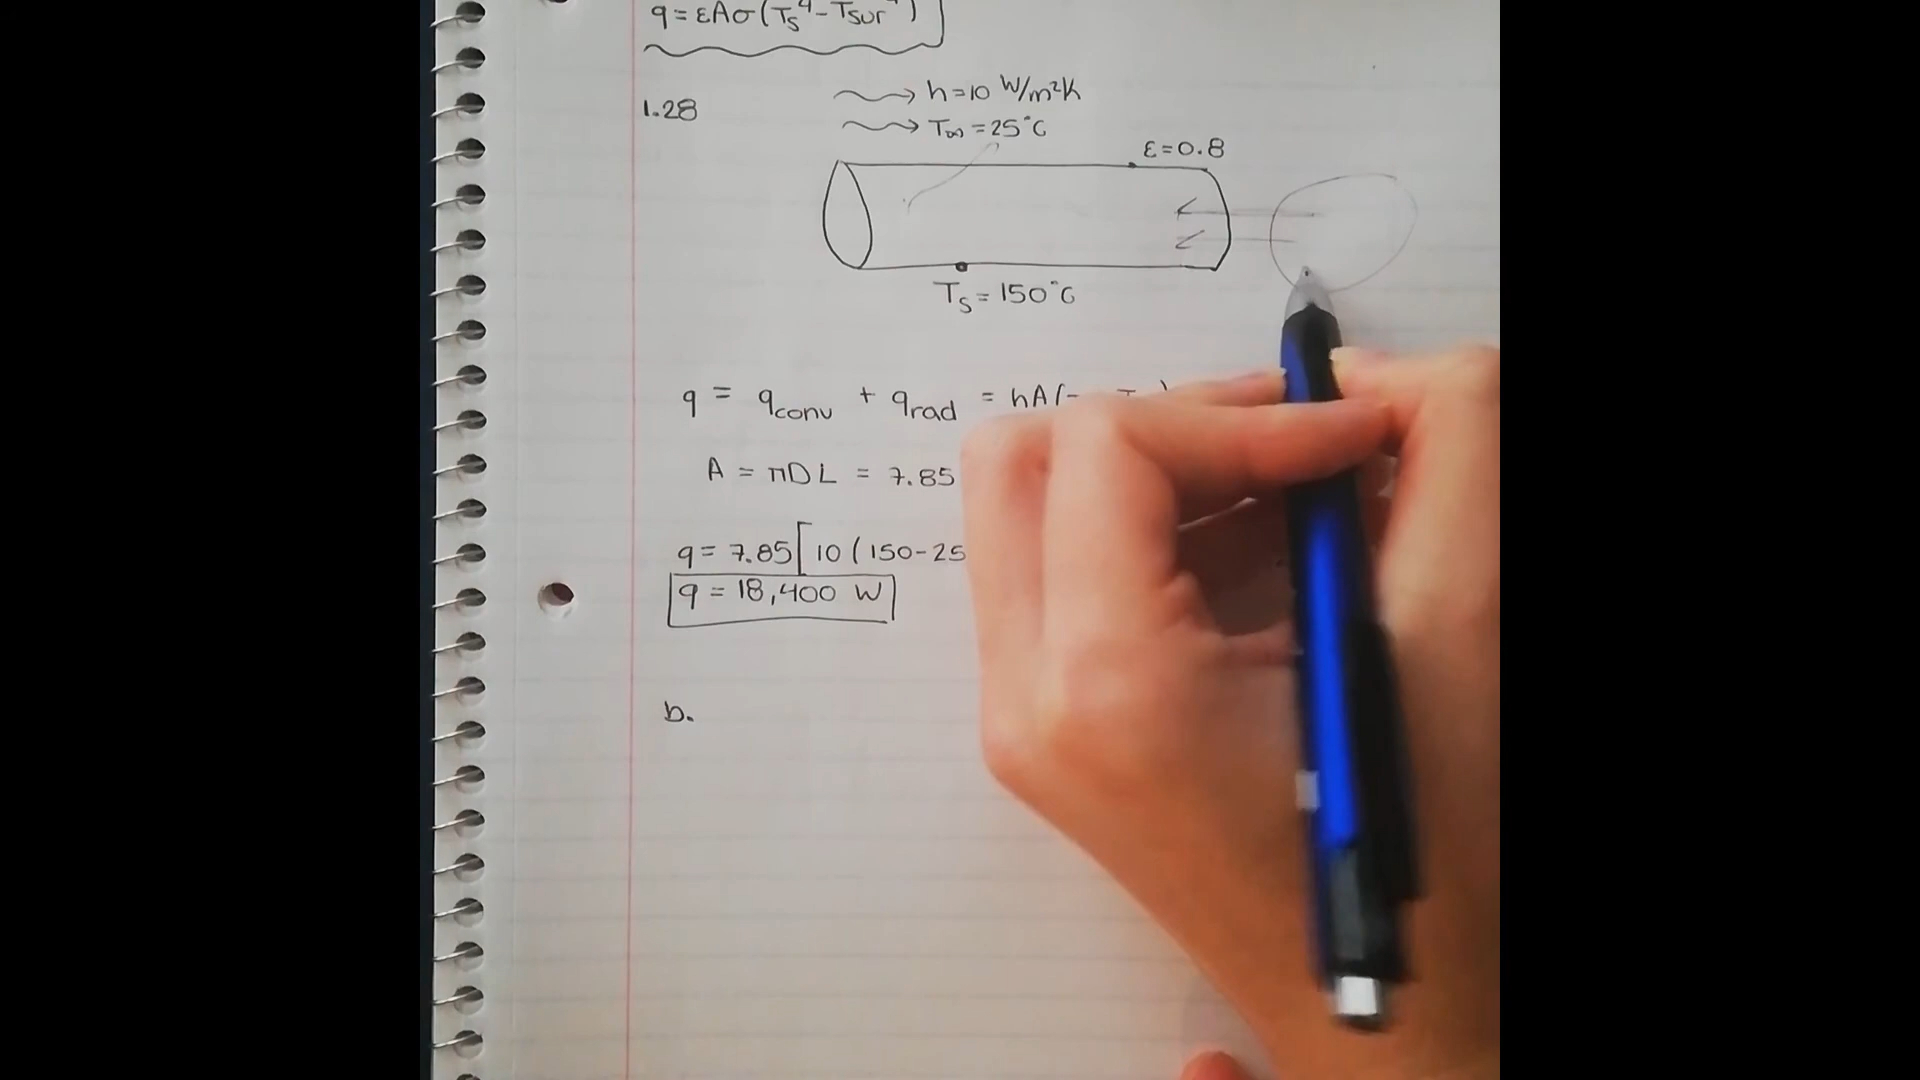 q = εAσ(Ts⁴ - Tsur⁴)
1.28
h = 10 W/m²K
T∞ = 25°C
ε = 0.8
Ts = 150°C
q = qconv + qrad = hA(
A = πDL = 7.85
q = 7.85[10(150-25
q = 18,400 W
b.